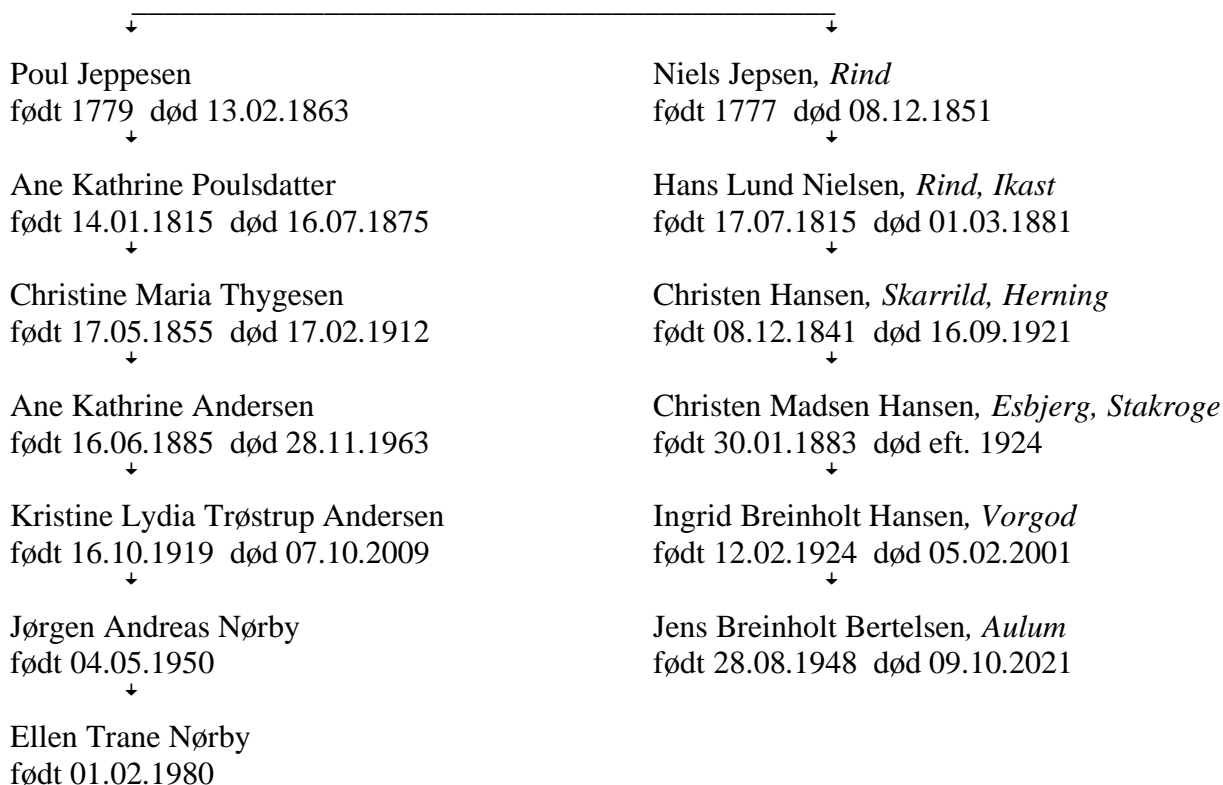 Poul Jeppesen
født 1779 død 13.02.1863
Ane Kathrine Poulsdatter
født 14.01.1815 død 16.07.1875
Christine Maria Thygesen
født 17.05.1855 død 17.02.1912
Ane Kathrine Andersen
født 16.06.1885 død 28.11.1963
Kristine Lydia Trøstrup Andersen
født 16.10.1919 død 07.10.2009
Jørgen Andreas Nørby
født 04.05.1950
Ellen Trane Nørby
født 01.02.1980
Niels Jepsen, Rind
født 1777 død 08.12.1851
Hans Lund Nielsen, Rind, Ikast
født 17.07.1815 død 01.03.1881
Christen Hansen, Skarrild, Herning
født 08.12.1841 død 16.09.1921
Christen Madsen Hansen, Esbjerg, Stakroge
født 30.01.1883 død eft. 1924
Ingrid Breinholt Hansen, Vorgod
født 12.02.1924 død 05.02.2001
Jens Breinholt Bertelsen, Aulum
født 28.08.1948 død 09.10.2021